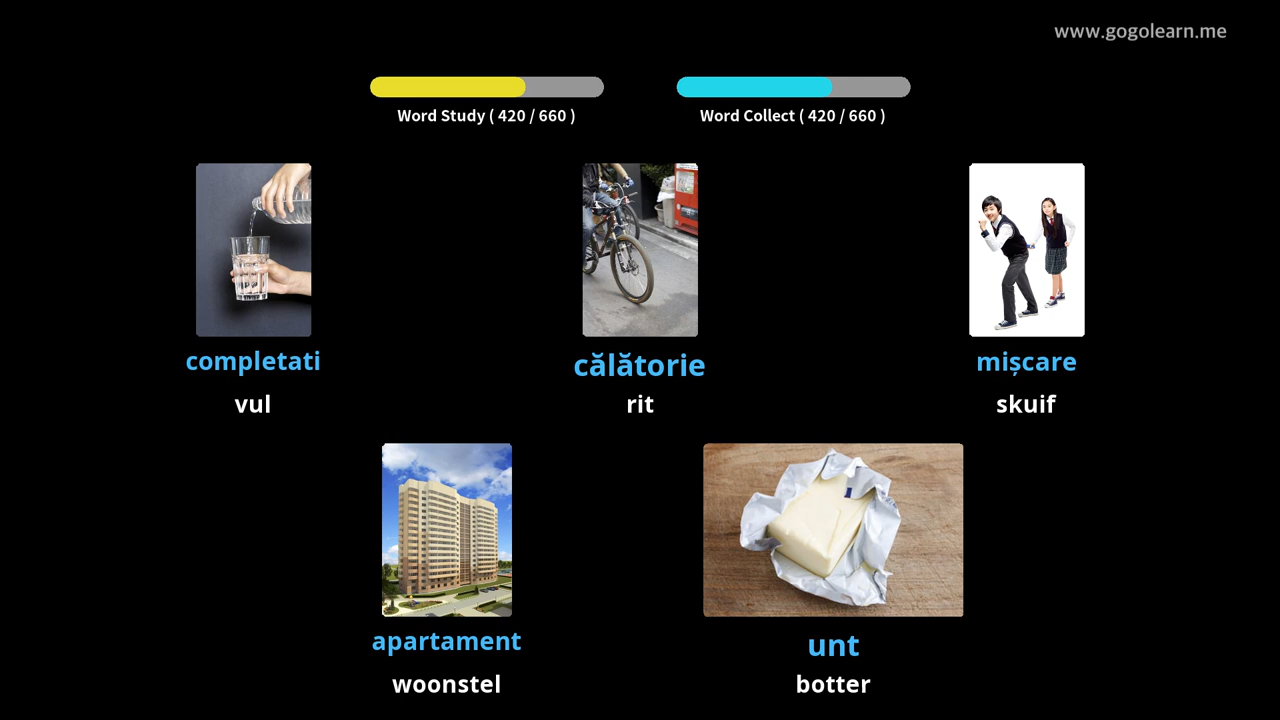 www.gogolearn.me
Word Study ( 420 / 660 )
Word Collect ( 420 / 660 )
completati
vul
călătorie
rit
mișcare
skuif
apartament
woonstel
unt
botter